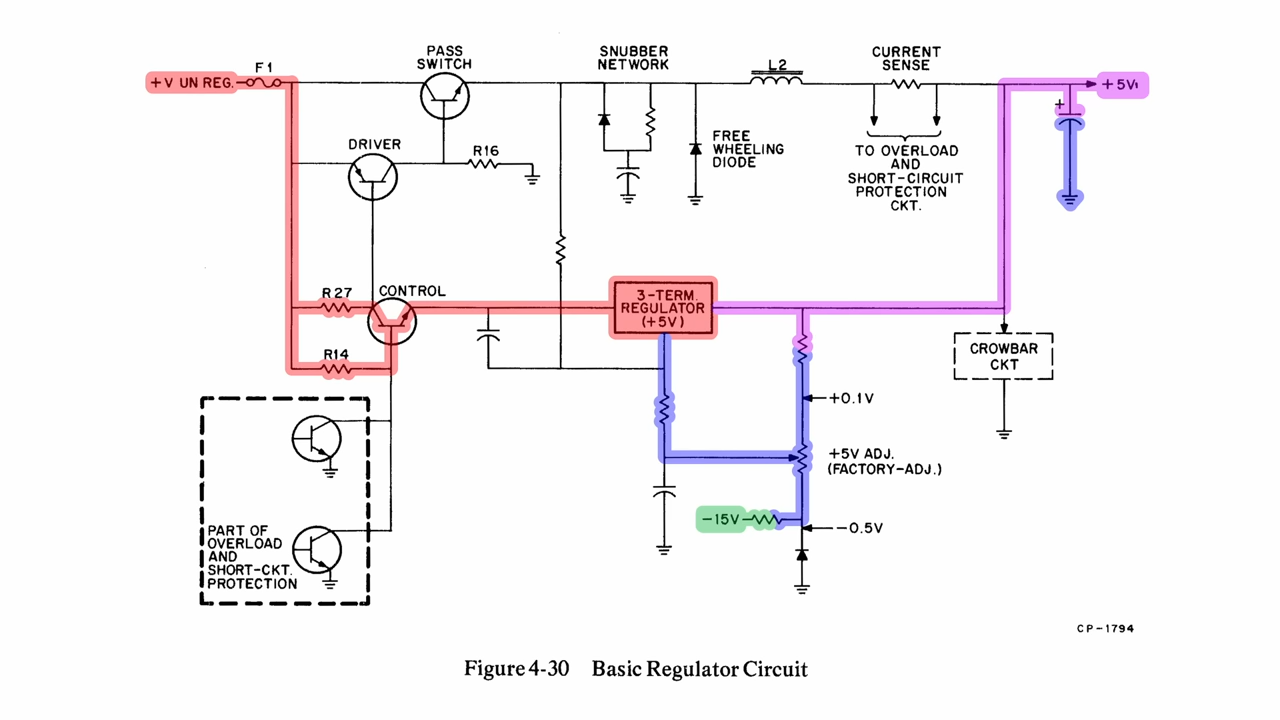 PASS
SWITCH
SNUBBER
NETWORK
CURRENT
SENSE
F1
L2
+V UN REG.
+5V
+
DRIVER
R16
FREE
WHEELING
DIODE
TO OVERLOAD
AND
SHORT-CIRCUIT
PROTECTION
CKT.
R27
CONTROL
3-TERM.
REGULATOR
(+5V)
R14
CROWBAR
CKT
+0.1V
+5V ADJ.
(FACTORY-ADJ.)
-15V
-0.5V
PART OF
OVERLOAD
AND
SHORT-CKT.
PROTECTION
CP-1794
Figure 4-30 Basic Regulator Circuit